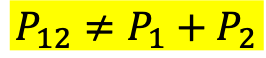 P₁₂ ≠ P₁ + P₂